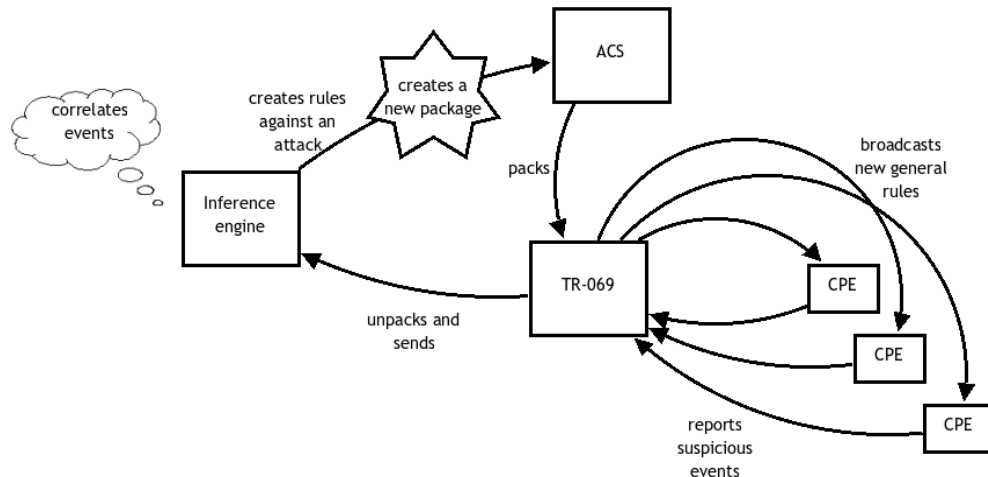 correlates
events
creates rules
against an
attack
creates a
new package
ACS
packs
broadcasts
new general
rules
Inference
engine
TR-069
CPE
CPE
CPE
unpacks and
sends
reports
suspicious
events